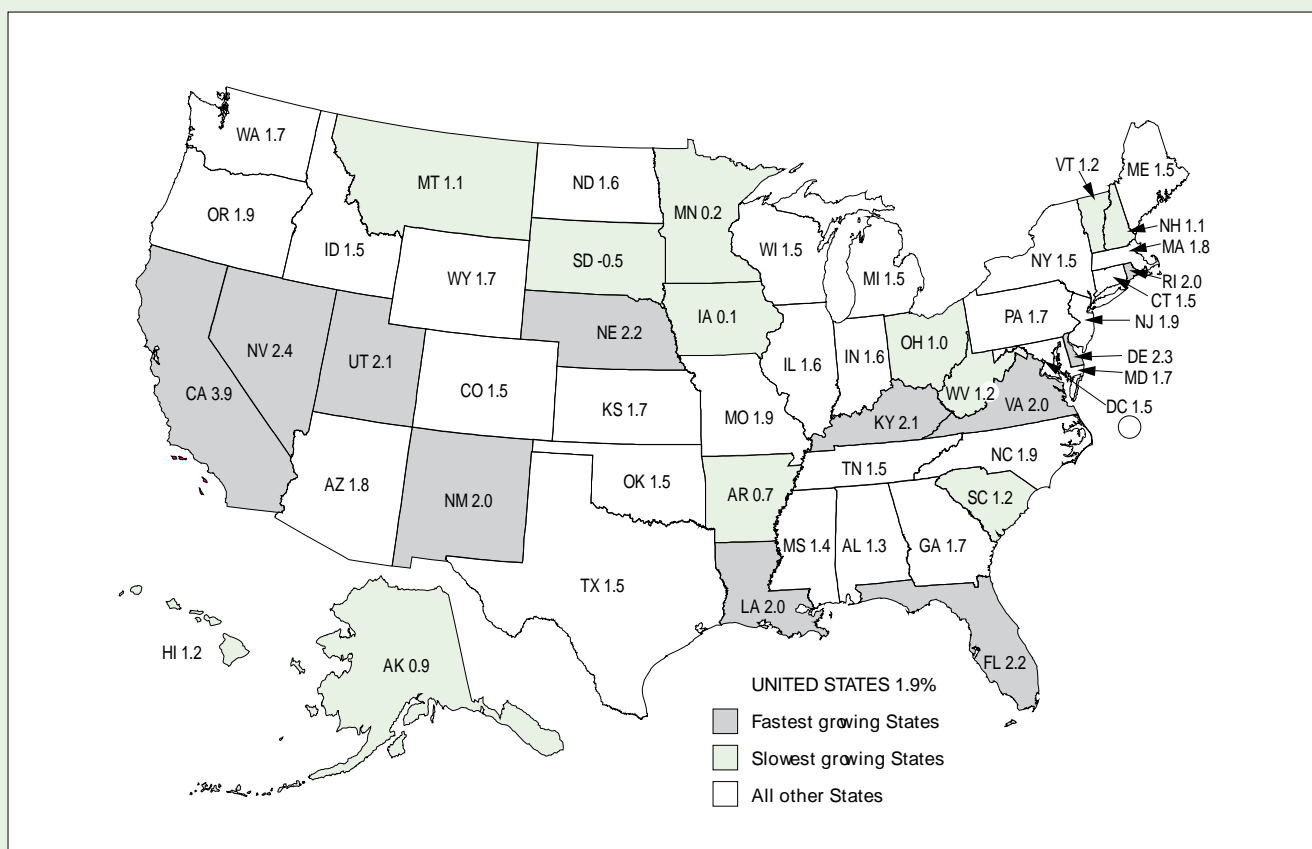 WA 1.7
MT 1.1
ND 1.6
MN 0.2
VT 1.2
ME 1.5
OR 1.9
ID 1.5
WY 1.7
SD -0.5
WI 1.5
MI 1.5
NY 1.5
NH 1.1
MA 1.8
RI 2.0
CT 1.5
NJ 1.9
DE 2.3
MD 1.7
DC 1.5
PA 1.7
IA 0.1
NE 2.2
NV 2.4
UT 2.1
CA 3.9
CO 1.5
KS 1.7
MO 1.9
IL 1.6
IN 1.6
OH 1.0
WV 1.2
VA 2.0
KY 2.1
NC 1.9
TN 1.5
SC 1.2
AZ 1.8
NM 2.0
OK 1.5
AR 0.7
MS 1.4
AL 1.3
GA 1.7
TX 1.5
LA 2.0
FL 2.2
HI 1.2
AK 0.9
UNITED STATES 1.9%
Fastest growing States
Slowest growing States
All other States